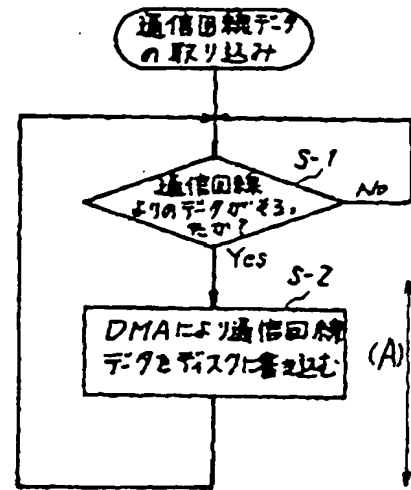 通信回線データ
の取り込み
S-1
通信回線
よりのデータがそろっ
たか?
No
Yes
S-2
DMAにより通信回線
データをディスクに書き込む
(A)